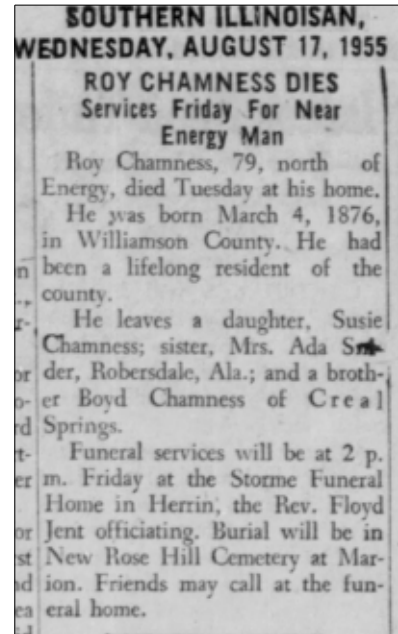 SOUTHERN ILLINOISAN,
WEDNESDAY, AUGUST 17, 1955
ROY CHAMNESS DIES
Services Friday For Near
Energy Man
Roy Chamness, 79, north of
Energy, died Tuesday at his home.
He was born March 4, 1876,
in Williamson County. He had
been a lifelong resident of the
county.
He leaves a daughter, Susie
Chamness; sister, Mrs. Ada
der, Robersdale, Ala.; and a broth-
er Boyd Chamness of Creal
Springs.
Funeral services will be at 2 p.
m. Friday at the Storme Funeral
Home in Herrin, the Rev. Floyd
Jent officiating. Burial will be in
New Rose Hill Cemetery at Mar-
ion. Friends may call at the fun-
eral home.